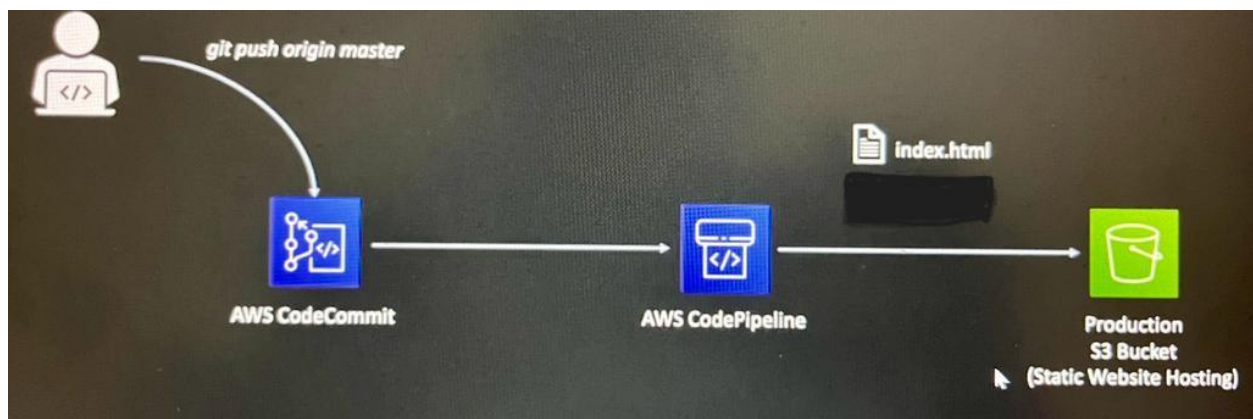 </>
git push origin master
index.html
</>
AWS CodeCommit
</>
AWS CodePipeline
Production
S3 Bucket
(Static Website Hosting)